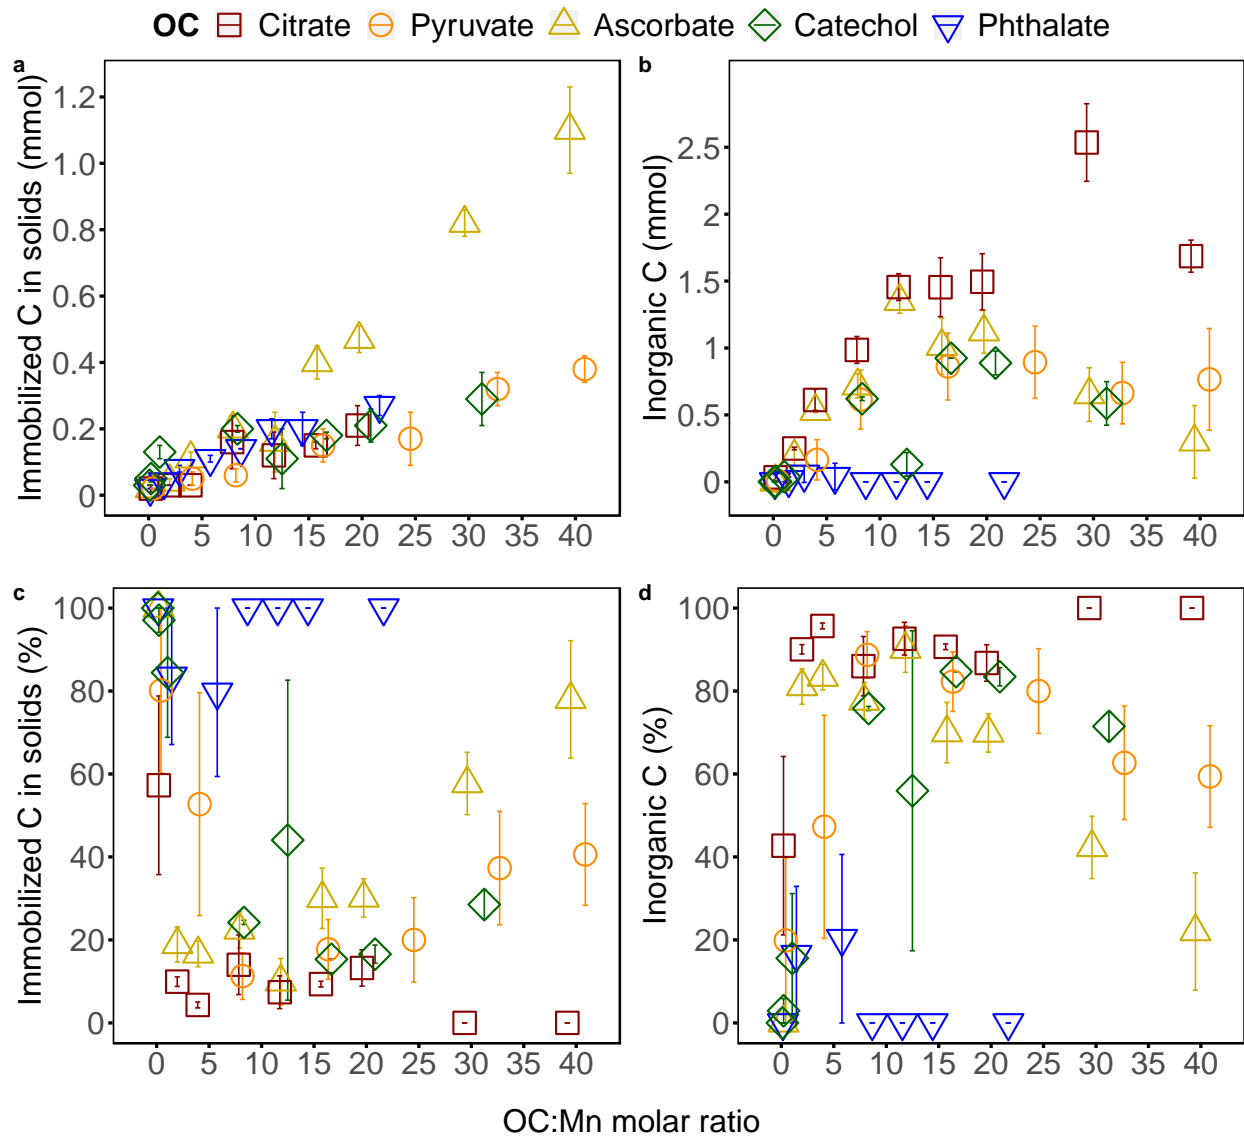 OC Citrate Pyruvate Ascorbate Catechol Phthalate
a
Immobilized C in solids (mmol)
1.2
1.0
0.8
0.6
0.4
0.2
0
0 5 10 15 20 25 30 35 40
b
Inorganic C (mmol)
2.5
2
1.5
1
0.5
0
0 5 10 15 20 25 30 35 40
c
Immobilized C in solids (%)
100
80
60
40
20
0
0 5 10 15 20 25 30 35 40
d
Inorganic C (%)
100
80
60
40
20
0
0 5 10 15 20 25 30 35 40
OC:Mn molar ratio